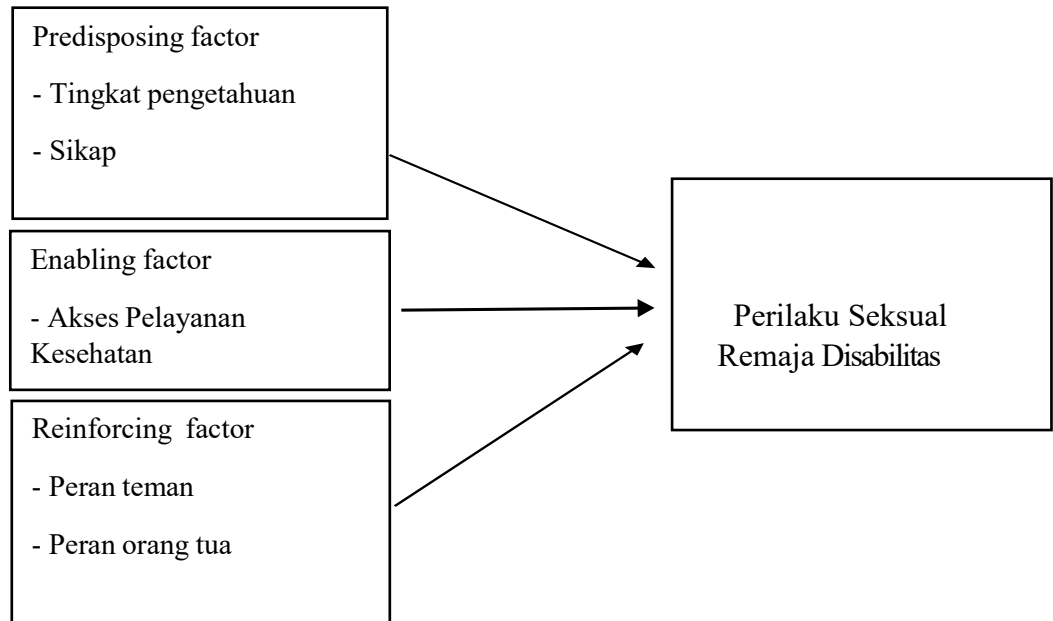 Predisposing factor
- Tingkat pengetahuan
- Sikap
Enabling factor
- Akses Pelayanan
Kesehatan
Reinforcing factor
- Peran teman
- Peran orang tua
Perilaku Seksual
Remaja Disabilitas